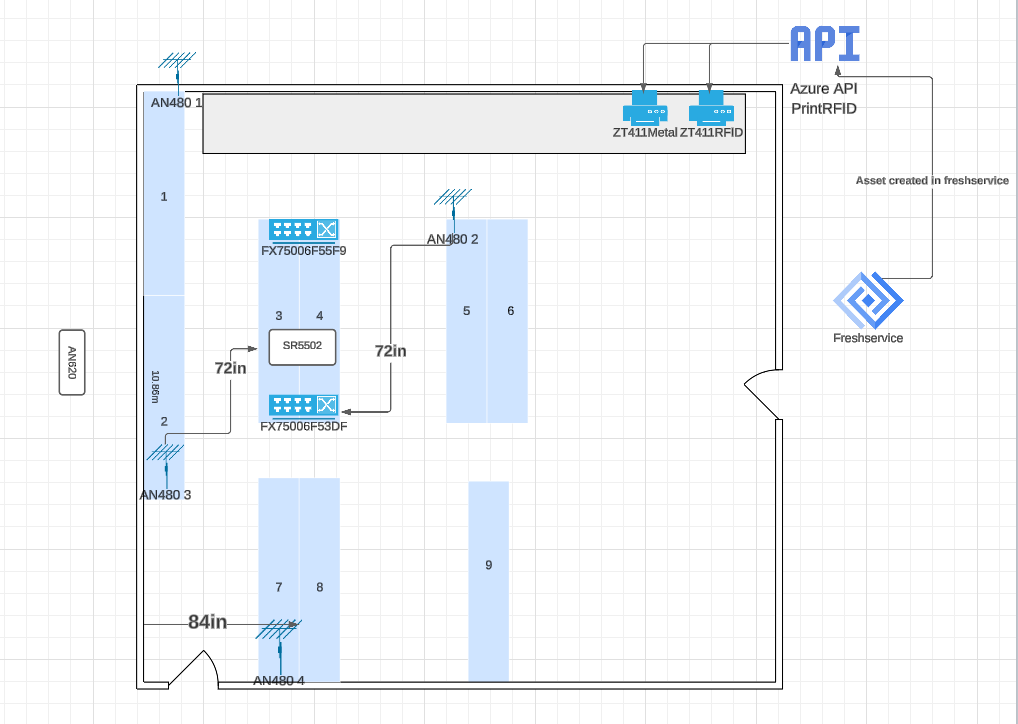 API
Azure API
PrintRFID
AN480 1
ZT411Metal
ZT411RFID
Asset created in freshservice
1
AN480 2
FX75006F55F9
3
4
5
6
SR5502
Freshservice
AN620
72in
72in
10.86m
2
FX75006F53DF
AN480 3
9
7
8
84in
AN480 4